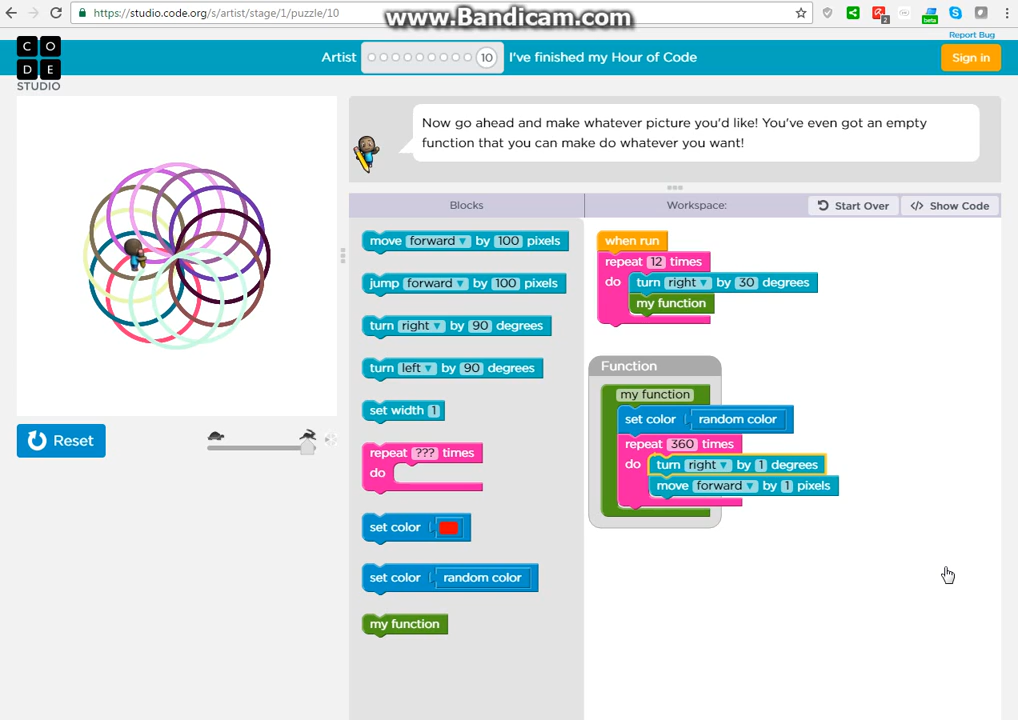 https://studio.code.org/s/artist/stage/1/puzzle/10
www.Bandicam.com
2
beta
Report Bug
C O
D E
STUDIO
Artist
10
I've finished my Hour of Code
Sign in
Now go ahead and make whatever picture you'd like! You've even got an empty
function that you can make do whatever you want!
Blocks
Workspace:
Start Over
</> Show Code
move forward by 100 pixels
jump forward by 100 pixels
turn right by 90 degrees
turn left by 90 degrees
set width 1
repeat ??? times
do
set color
set color random color
my function
when run
repeat 12 times
do turn right by 30 degrees
my function
Function
my function
set color random color
repeat 360 times
do turn right by 1 degrees
move forward by 1 pixels
Reset